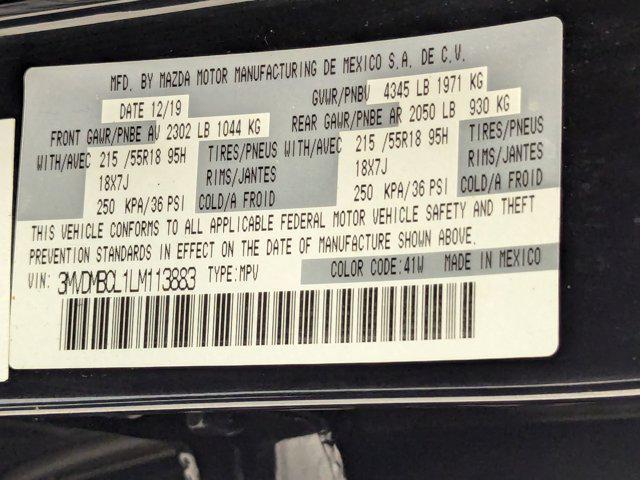 MFD. BY MAZDA MOTOR MANUFACTURING DE MEXICO S.A. DE C.V.
DATE 12/19 GVWR/PNBV 4345 LB 1971 KG
FRONT GAWR/PNBE AV 2302 LB 1044 KG REAR GAWR/PNBE AR 2050 LB 930 KG
WITH/AVEC 215 /55R18 95H TIRES/PNEUS WITH/AVEC 215 /55R18 95H TIRES/PNEUS
18X7J RIMS/JANTES 18X7J RIMS/JANTES
250 KPA/36 PSI COLD/A FROID 250 KPA/36 PSI COLD/A FROID
THIS VEHICLE CONFORMS TO ALL APPLICABLE FEDERAL MOTOR VEHICLE SAFETY AND THEFT
PREVENTION STANDARDS IN EFFECT ON THE DATE OF MANUFACTURE SHOWN ABOVE.
VIN: 3MVDMBCL1LM113883 TYPE:MPV COLOR CODE:41W MADE IN MEXICO